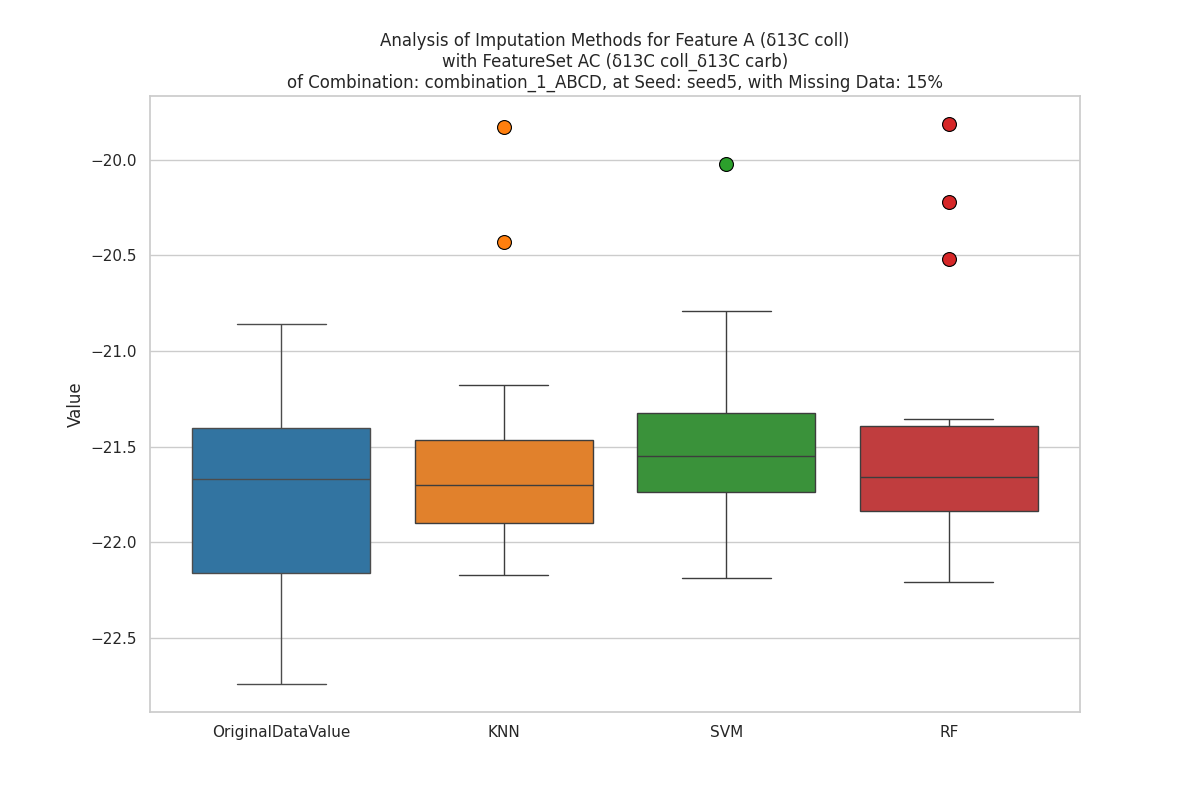 Analysis of Imputation Methods for Feature A (δ13C coll)
with FeatureSet AC (δ13C coll_δ13C carb)
of Combination: combination_1_ABCD, at Seed: seed5, with Missing Data: 15%
−20.0
−20.5
−21.0
−21.5
−22.0
−22.5
Value
OriginalDataValue
KNN
SVM
RF